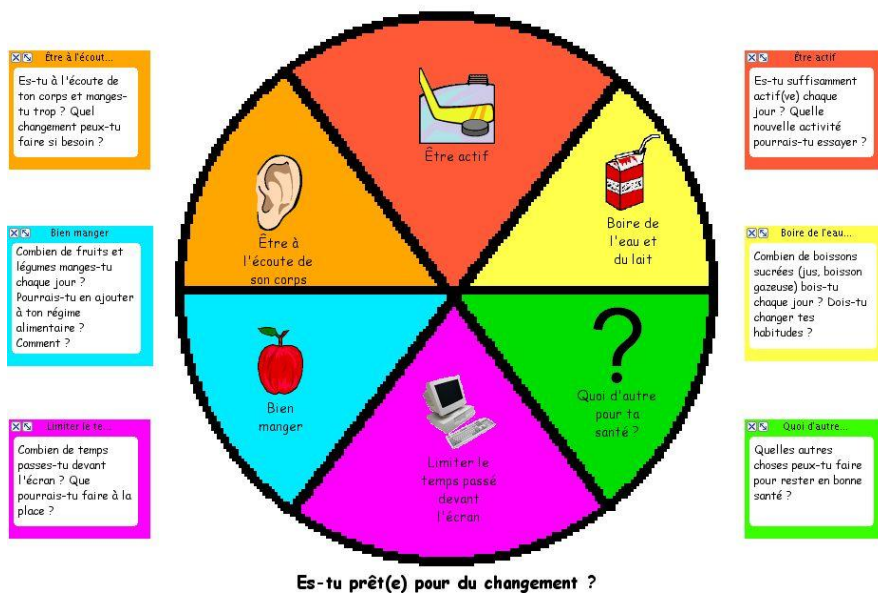 Être à l'écout...
Es-tu à l'écoute de
ton corps et manges-
tu trop ? Quel
changement peux-tu
faire si besoin ?
Bien manger
Combien de fruits et
légumes manges-tu
chaque jour ?
Pourrais-tu en ajouter
à ton régime
alimentaire ?
Comment ?
Limiter le te...
Combien de temps
passes-tu devant
l'écran ? Que
pourrais-tu faire à la
place ?
Être actif
Être à
l'écoute de
son corps
Boire de
l'eau et
du lait
Bien
manger
Quoi d'autre
pour ta
santé ?
?
Limiter le
temps passé
devant
l'écran
Être actif
Es-tu suffisamment
actif(ve) chaque
jour ? Quelle
nouvelle activité
pourrais-tu essayer ?
Boire de l'eau...
Combien de boissons
sucrées (jus, boisson
gazeuse) bois-tu
chaque jour ? Dois-tu
changer tes
habitudes ?
Quoi d'autre...
Quelles autres
choses peux-tu faire
pour rester en bonne
santé ?
Es-tu prêt(e) pour du changement ?